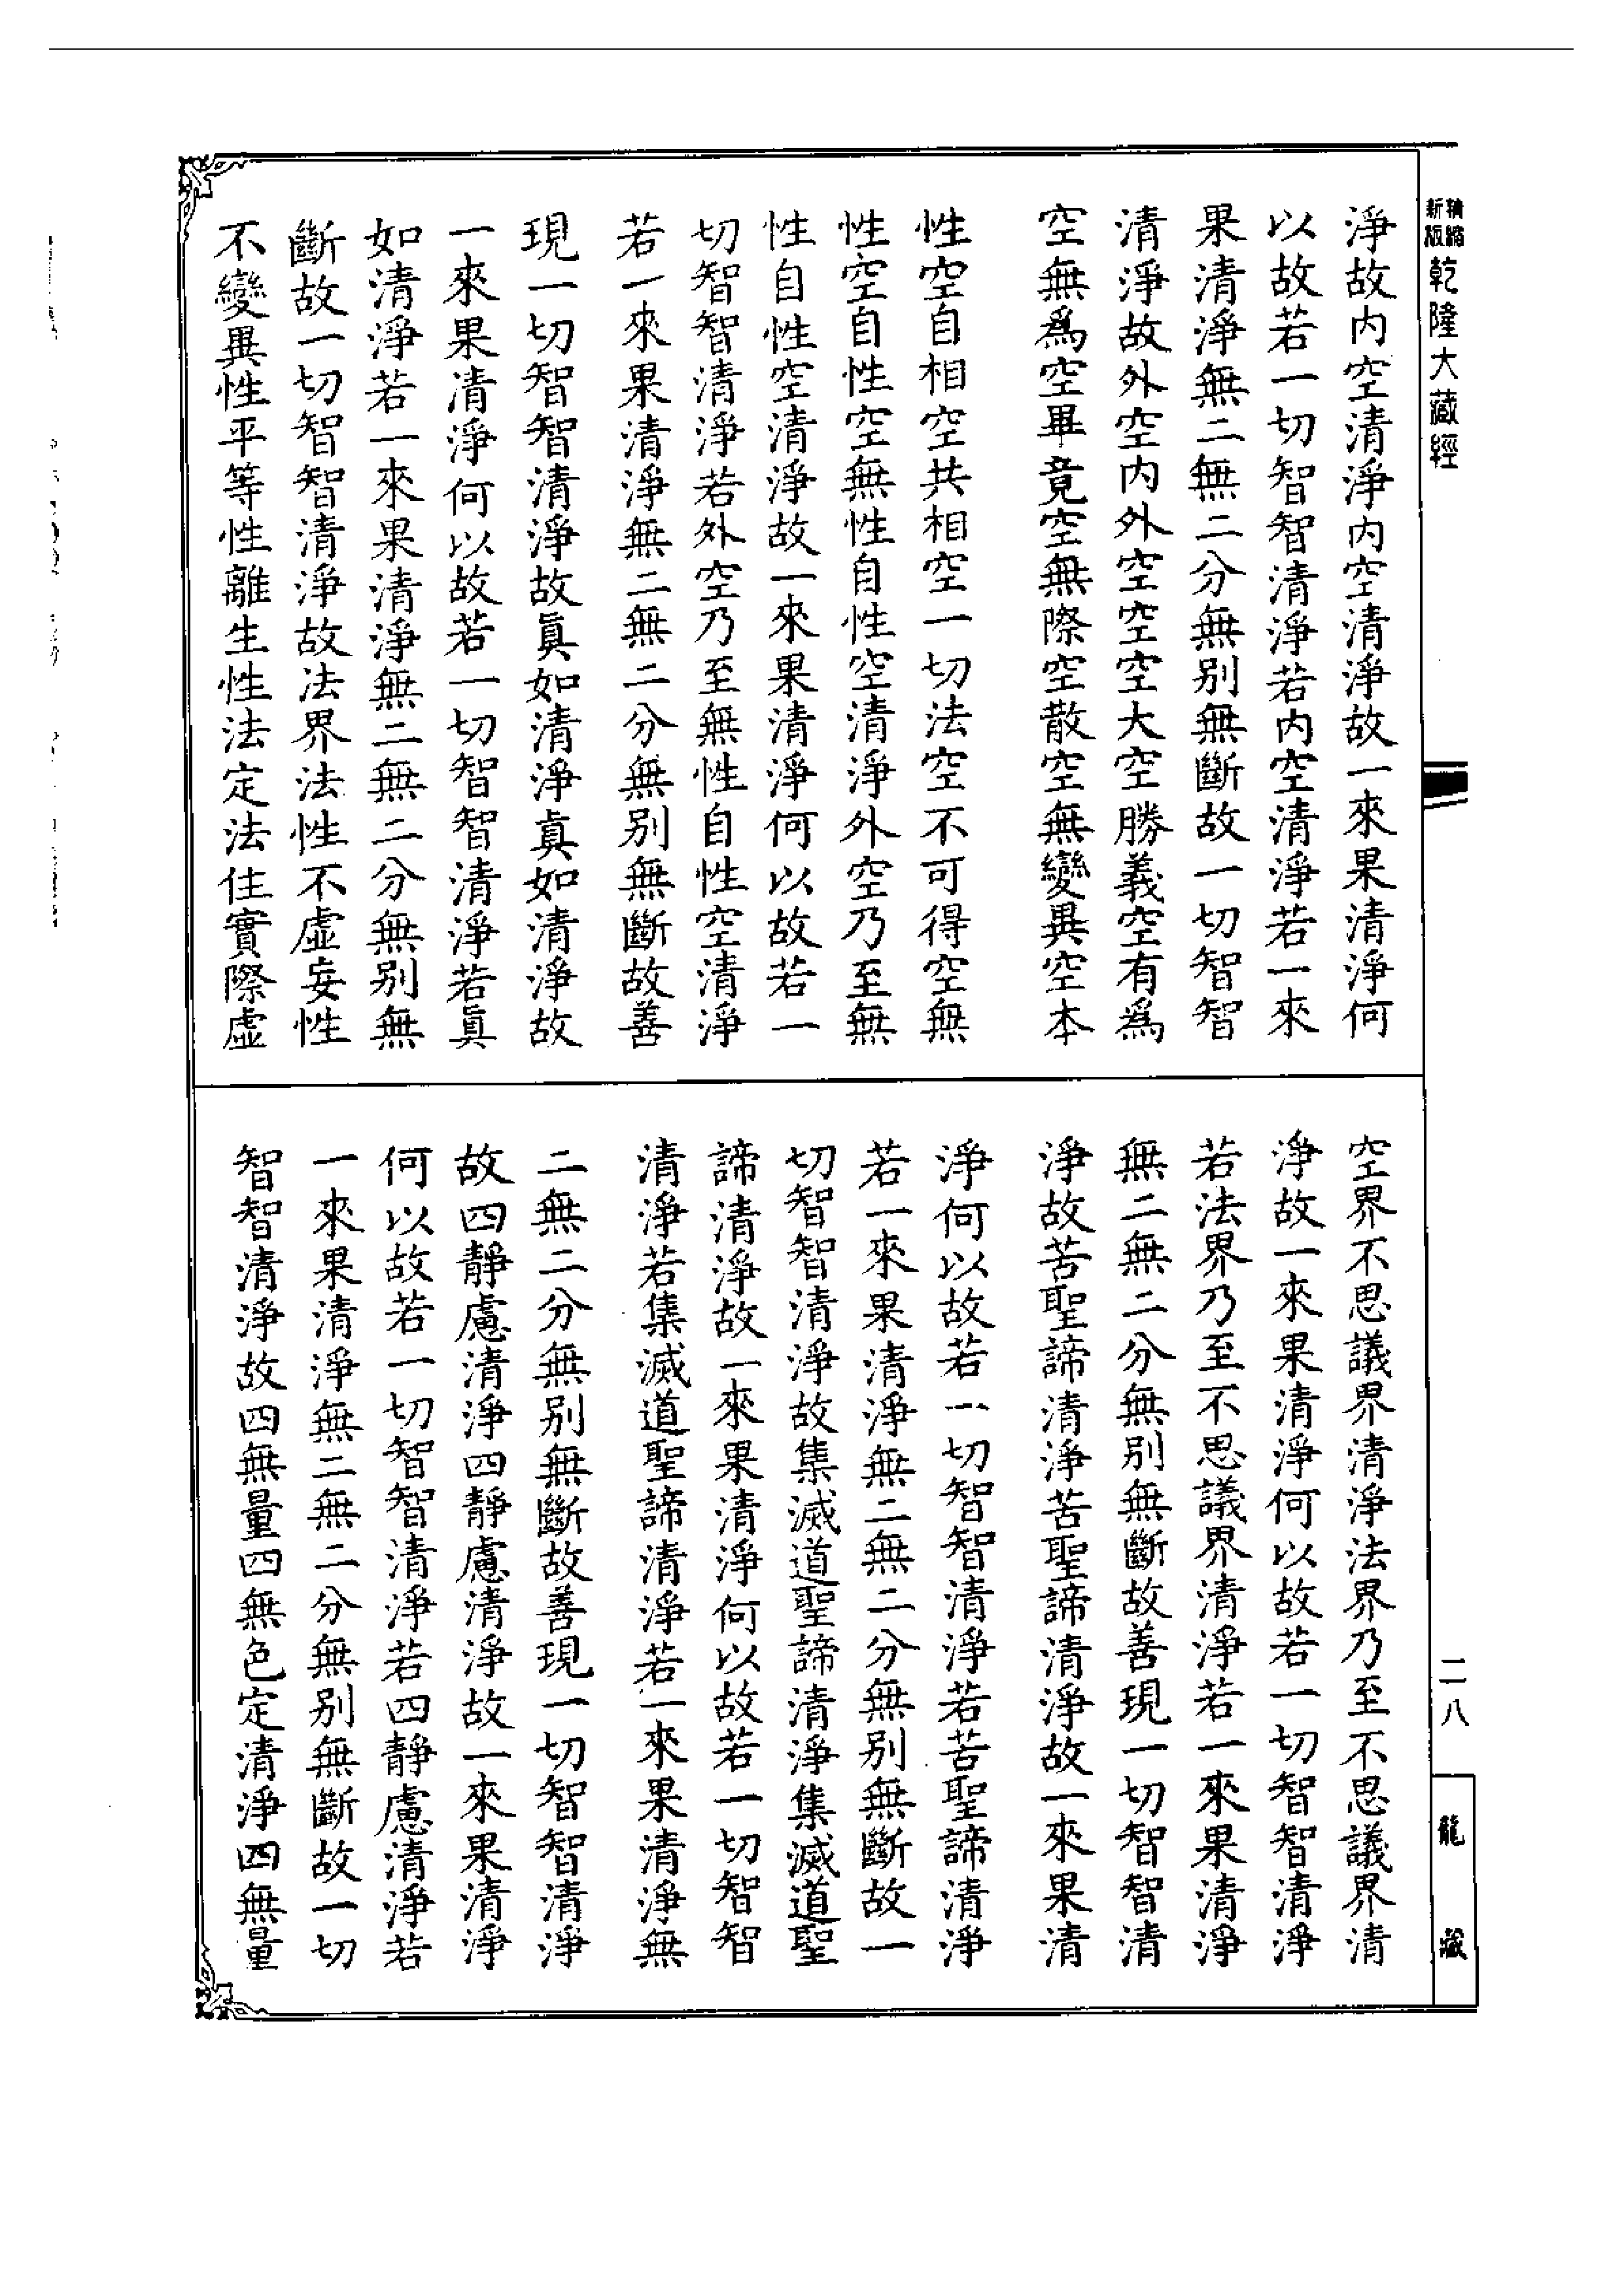 精縮新版乾隆大藏經
淨故内空清淨内空清淨故一來果清淨何
以故若一切智智清淨若内空清淨若一來
果清淨無二無二分無别無斷故一切智智
清淨故外空内外空空空大空勝義空有爲
空無爲空畢竟空無際空散空無變異空本
性空自相空共相空一切法空不可得空無
性空自性空無性自性空清淨外空乃至無
性自性空清淨故一來果清淨何以故若一
切智智清淨若外空乃至無性自性空清淨
若一來果清淨無二無二分無别無斷故善
現一切智智清淨故眞如清淨眞如清淨故
一來果清淨何以故若一切智智清淨若眞
如清淨若一來果清淨無二無二分無别無
斷故一切智智清淨故法界法性不虛妄性
不變異性平等性離生性法定法住實際虛
空界不思議界清淨法界乃至不思議界清
淨故一來果清淨何以故若一切智智清淨
若法界乃至不思議界清淨若一來果清淨
無二無二分無别無斷故善現一切智智清
淨故苦聖諦清淨苦聖諦清淨故一來果清
淨何以故若一切智智清淨若苦聖諦清淨
若一來果清淨無二無二分無别無斷故一
切智智清淨故集滅道聖諦清淨集滅道聖
諦清淨故一來果清淨何以故若一切智智
清淨若集滅道聖諦清淨若一來果清淨無
二無二分無别無斷故善現一切智智清淨
故四靜慮清淨四靜慮清淨故一來果清淨
何以故若一切智智清淨若四靜慮清淨若
一來果清淨無二無二分無别無斷故一切
智智清淨故四無量四無色定清淨四無量
二八
龍藏